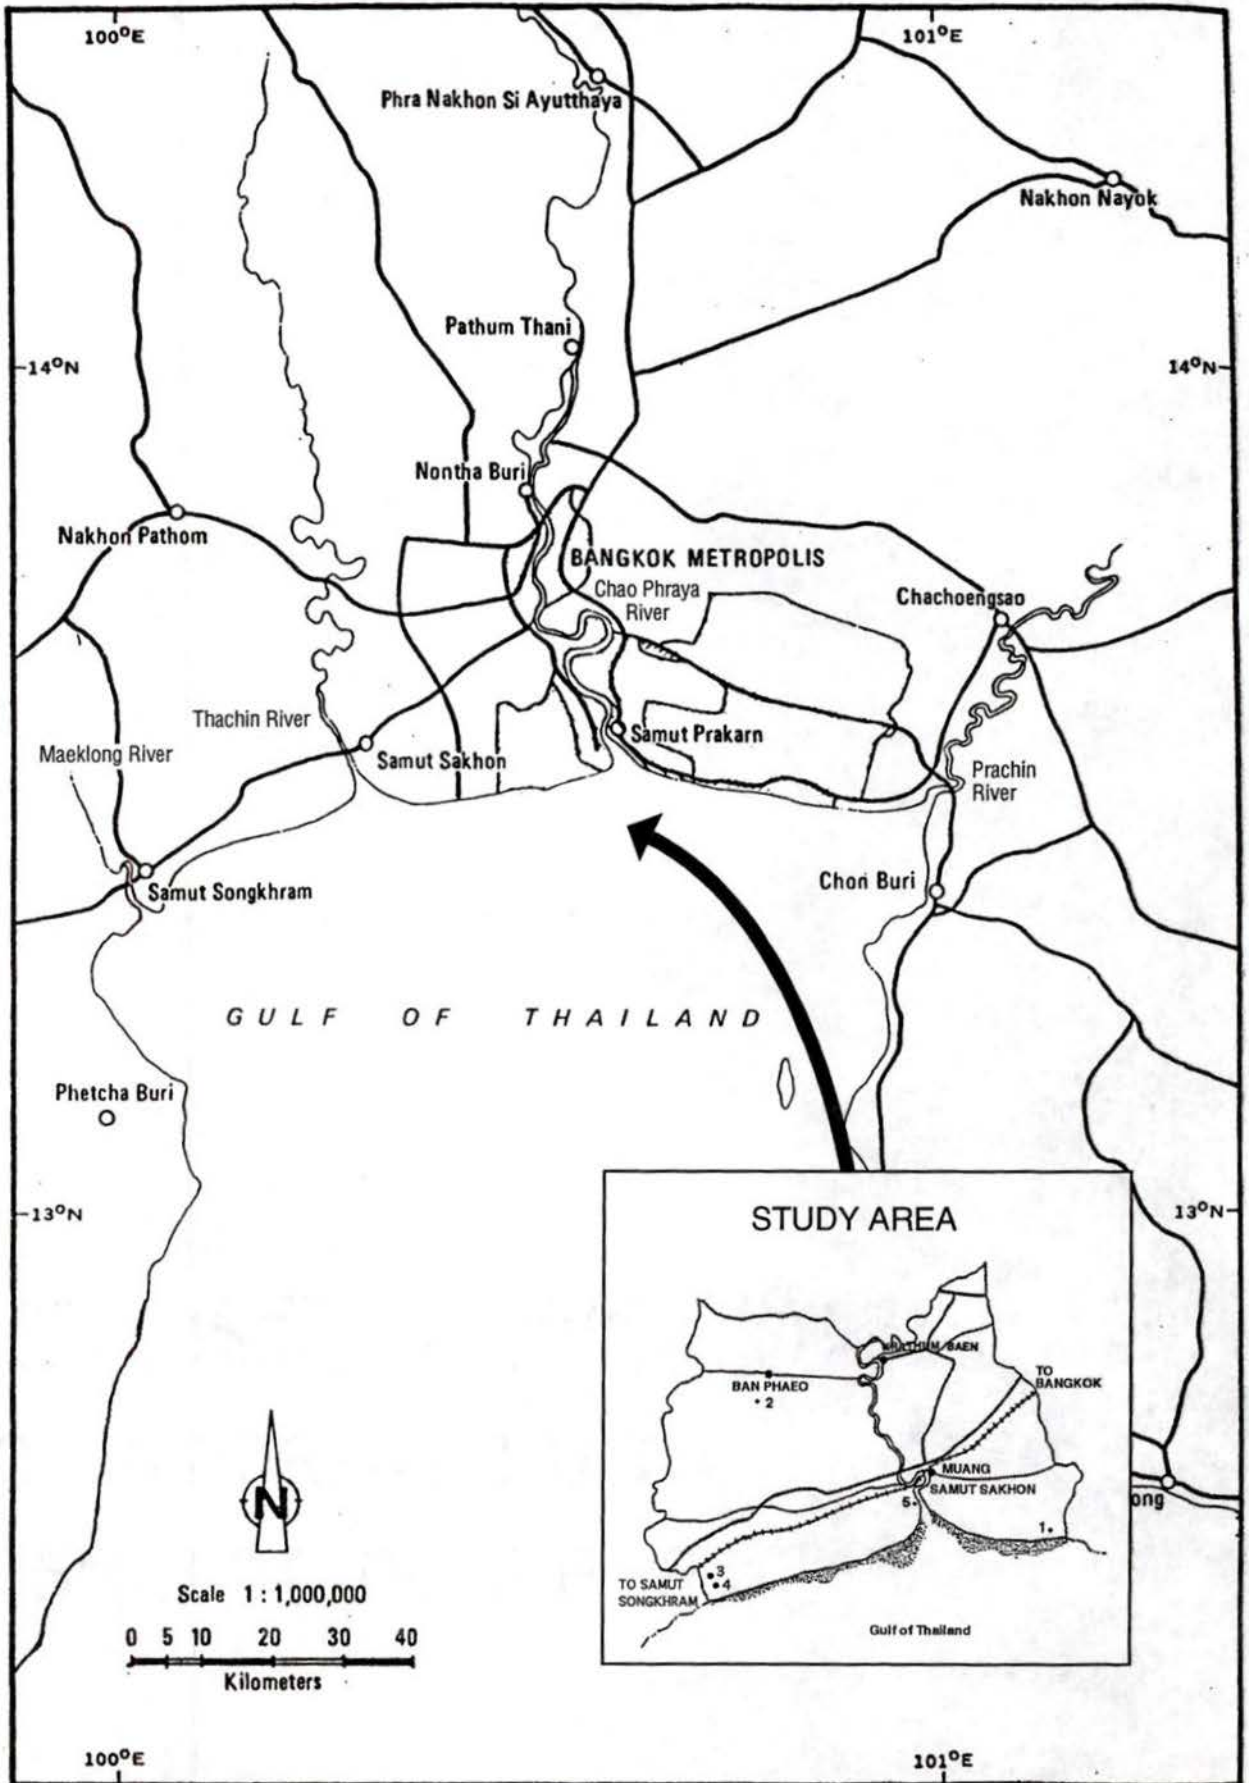 100°E
101°E
Phra Nakhon Si Ayutthaya
Nakhon Nayok
Pathum Thani
14°N
14°N
Nontha Buri
Nakhon Pathom
BANGKOK METROPOLIS
Chao Phraya
River
Chachoengsao
Thachin River
Maeklong River
Samut Sakhon
Samut Prakarn
Prachin
River
Chon Buri
Samut Songkhram
GULF OF THAILAND
Phetcha Buri
13°N
13°N
STUDY AREA
BAEN
TO
BANGKOK
BAN PHAEO
2
MUANG
SAMUT SAKHON
5
1
ong
3
4
TO SAMUT
SONGKHRAM
Gulf of Thailand
N
Scale 1 : 1,000,000
0 5 10 20 30 40
Kilometers
100°E
101°E